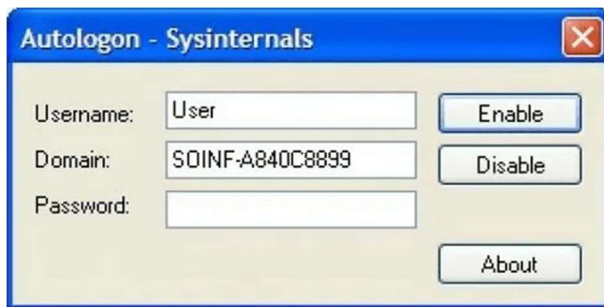 Autologon - Sysinternals
Username: User Enable
Domain: SOINF-A840C8899 Disable
Password:
About